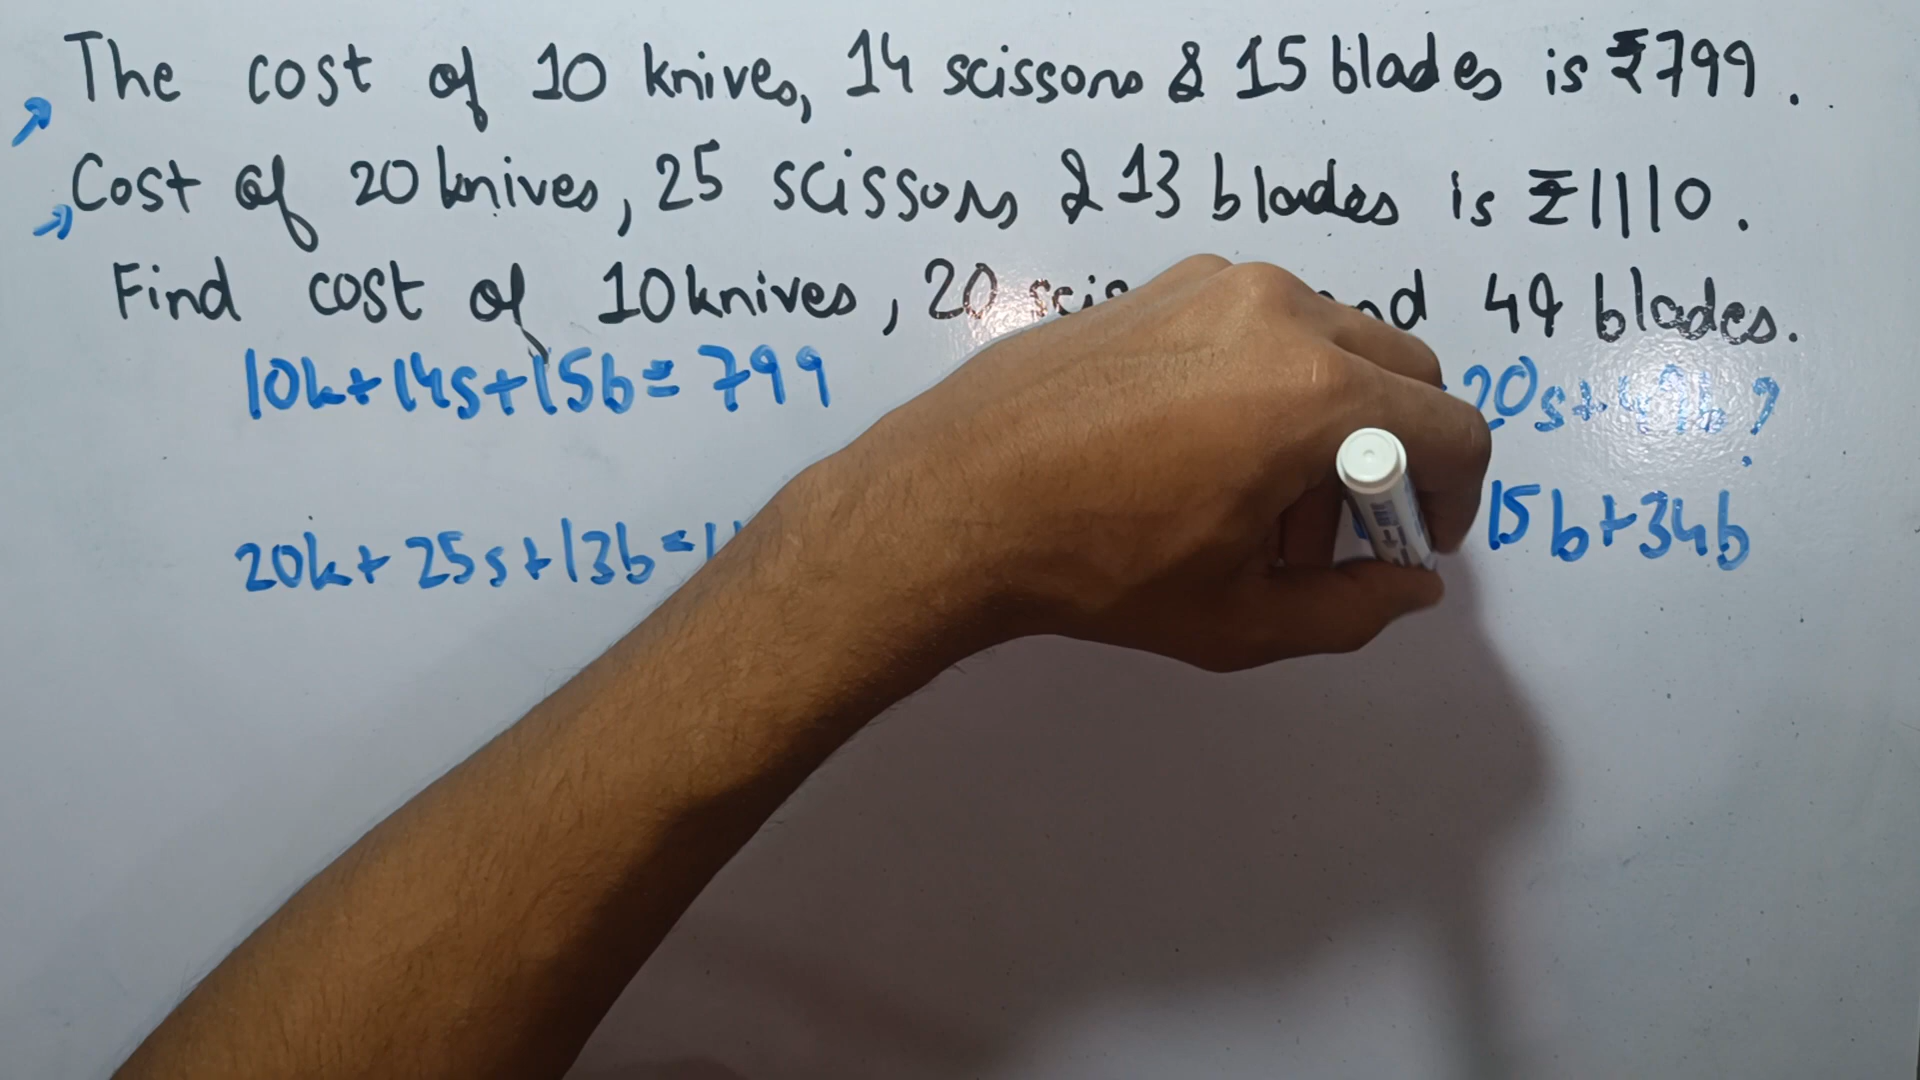 The cost of 10 knives, 14 scissors & 15 blades is ₹799.
Cost of 20 knives, 25 scissors & 13 blades is ₹1110.
Find cost of 10 knives, 20 and 49 blades.
10k+14s+15b=799
20s+49b?
20k+25s+13b=
15b+34b